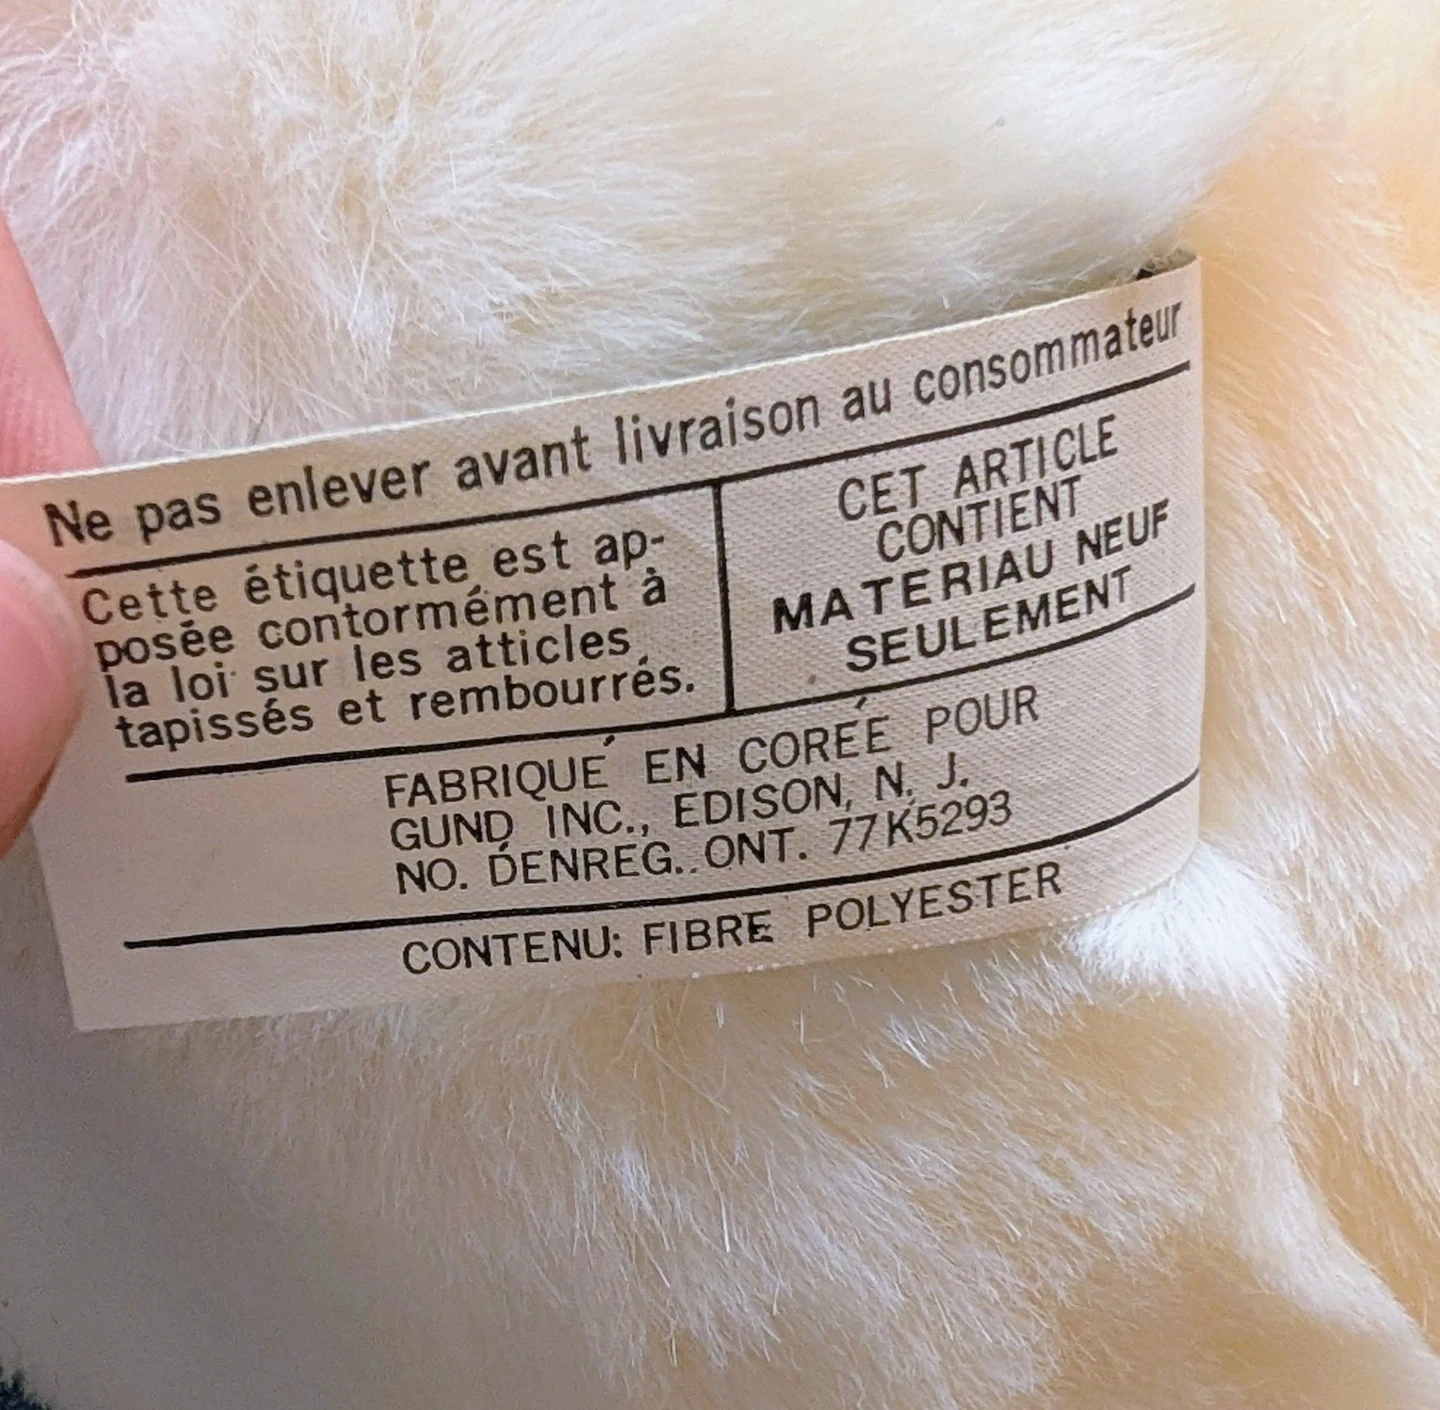 Ne pas enlever avant livraison au consommateur
Cette étiquette est ap-
posée contormément à
la loi sur les atticles
tapissés et rembourrés.
CET ARTICLE
CONTIENT
MATERIAU NEUF
SEULEMENT
FABRIQUÉ EN CORÉE POUR
GUND INC., EDISON, N. J.
NO. DÉNREG. ONT. 77K5293
CONTENU: FIBRE POLYESTER